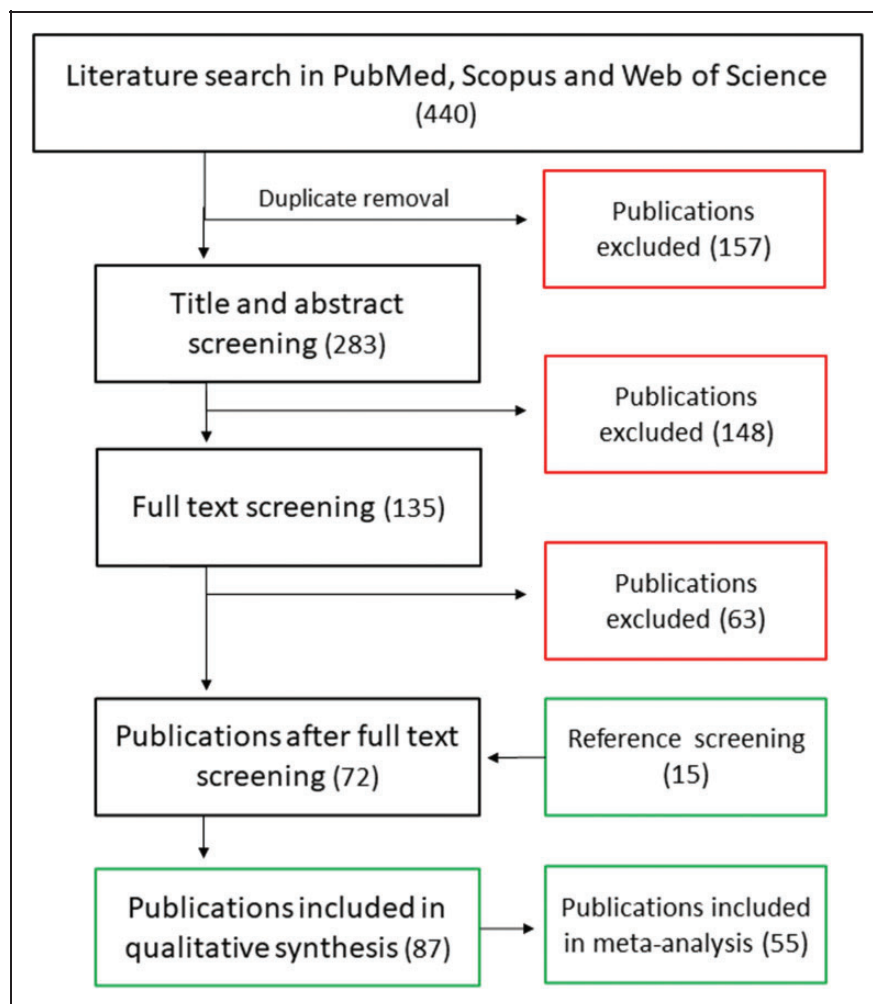 Literature search in PubMed, Scopus and Web of Science
(440)
Duplicate removal
Publications
excluded (157)
Title and abstract
screening (283)
Publications
excluded (148)
Full text screening (135)
Publications
excluded (63)
Publications after full text
screening (72)
Reference screening
(15)
Publications included in
qualitative synthesis (87)
Publications included
in meta-analysis (55)